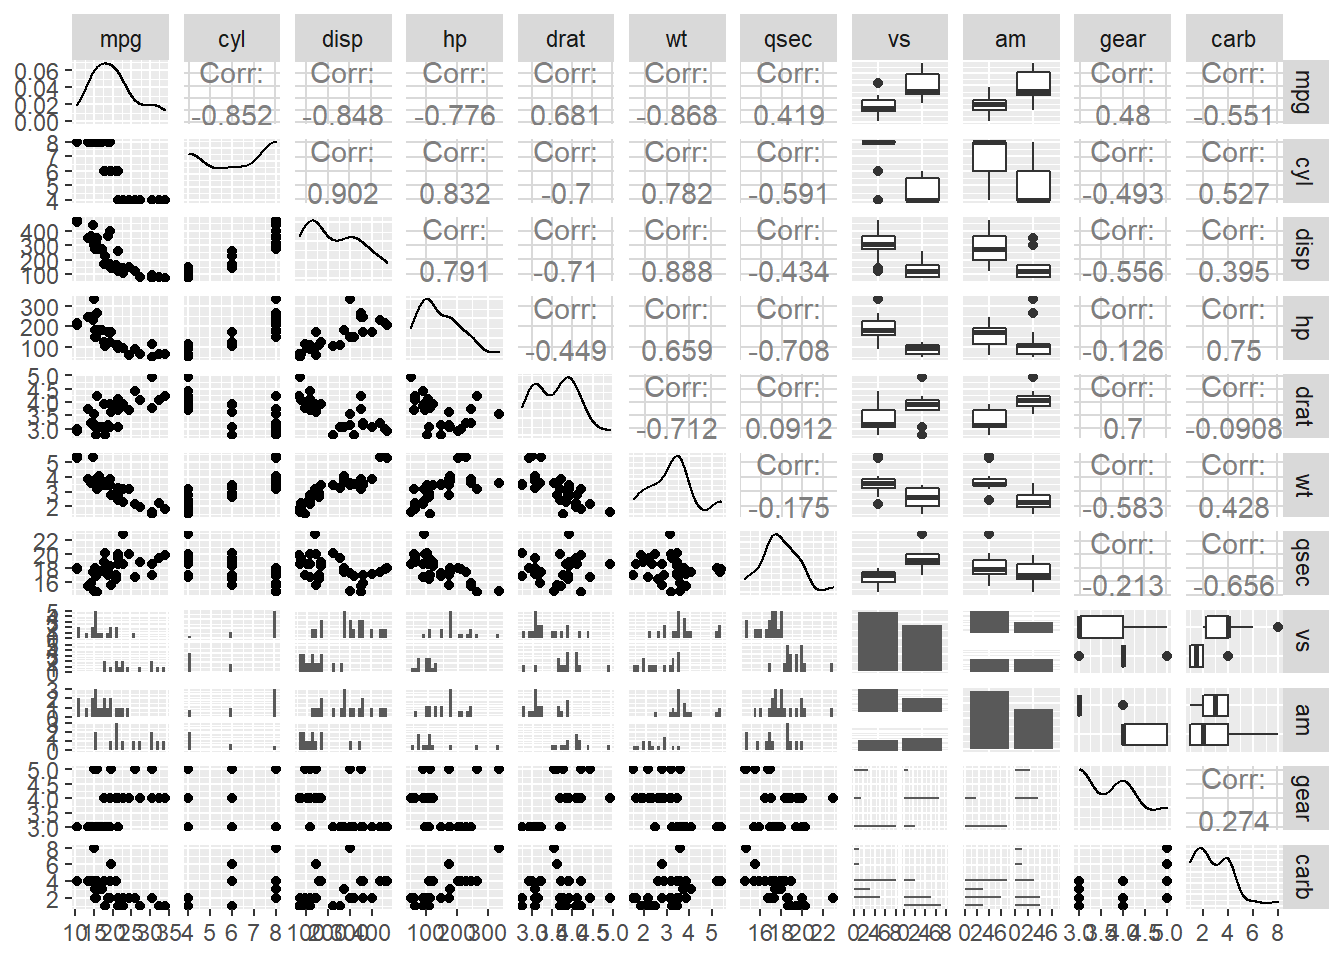 mpg cyl disp hp drat wt qsec vs am gear carb
Corr: Corr: Corr: Corr: Corr: Corr: Corr: Corr:
-0.852 -0.848 -0.776 0.681 -0.868 0.419 0.48 -0.551
0.06
0.04
0.02
0.00
mpg
Corr: Corr: Corr: Corr: Corr: Corr: Corr:
0.902 0.832 -0.7 0.782 -0.591 -0.493 0.527
8
7
6
5
4
cyl
Corr: Corr: Corr: Corr: Corr: Corr:
0.791 -0.71 0.888 -0.434 -0.556 0.395
400
300
200
100
disp
Corr: Corr: Corr: Corr: Corr:
-0.449 0.659 -0.708 -0.126 0.75
300
200
100
hp
Corr: Corr: Corr: Corr:
-0.712 0.0912 0.7 -0.0908
5.0
4.5
4.0
3.5
3.0
drat
Corr: Corr: Corr:
-0.175 -0.583 0.428
5
4
3
2
wt
Corr: Corr:
-0.213 -0.656
22
20
18
16
qsec
vs
am
Corr:
0.274
5.0
4.5
4.0
3.5
3.0
gear
8
6
4
2
carb
10 15 20 25 30 35 4 5 6 7 8 100 200 300 400 100 200 300 3.0 3.5 4.0 4.5 5.0 2 3 4 5 16 18 20 22 0 2 4 6 8 0 2 4 6 8 0 2 4 6 0 2 4 6 3.0 3.5 4.0 4.5 5.0 2 4 6 8